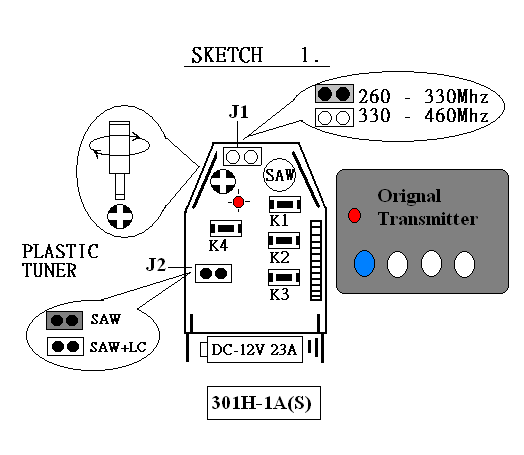 SKETCH 1.
J1
260 - 330Mhz
330 - 460Mhz
SAW
Orignal
Transmitter
K1
K4
K2
K3
PLASTIC
TUNER
J2
SAW
SAW+LC
DC-12V 23A
301H-1A(S)